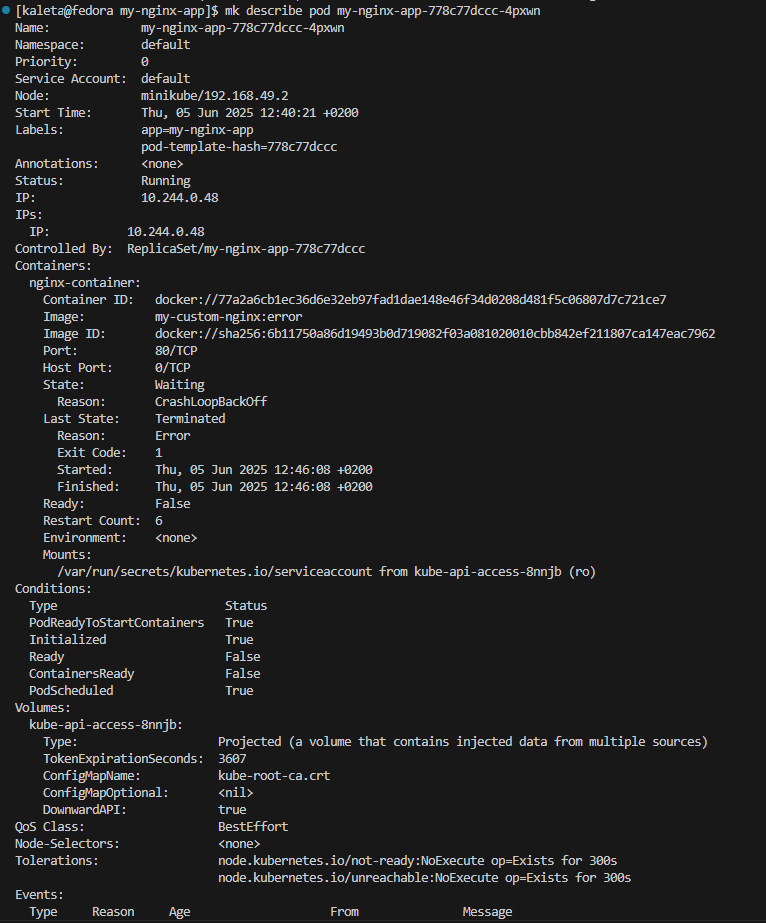 [kaleta@fedora my-nginx-app]$ mk describe pod my-nginx-app-778c77dccc-4pxwn
Name:             my-nginx-app-778c77dccc-4pxwn
Namespace:        default
Priority:         0
Service Account:  default
Node:             minikube/192.168.49.2
Start Time:       Thu, 05 Jun 2025 12:40:21 +0200
Labels:           app=my-nginx-app
                  pod-template-hash=778c77dccc
Annotations:      <none>
Status:           Running
IP:               10.244.0.48
IPs:
  IP:           10.244.0.48
Controlled By:  ReplicaSet/my-nginx-app-778c77dccc
Containers:
  nginx-container:
    Container ID:   docker://77a2a6cb1ec36d6e32eb97fad1dae148e46f34d0208d481f5c06807d7c721ce7
    Image:          my-custom-nginx:error
    Image ID:       docker://sha256:6b11750a86d19493b0d719082f03a081020010cbb842ef211807ca147eac7962
    Port:           80/TCP
    Host Port:      0/TCP
    State:          Waiting
      Reason:       CrashLoopBackOff
    Last State:     Terminated
      Reason:       Error
      Exit Code:    1
      Started:      Thu, 05 Jun 2025 12:46:08 +0200
      Finished:     Thu, 05 Jun 2025 12:46:08 +0200
    Ready:          False
    Restart Count:  6
    Environment:    <none>
    Mounts:
      /var/run/secrets/kubernetes.io/serviceaccount from kube-api-access-8nnjb (ro)
Conditions:
  Type                        Status
  PodReadyToStartContainers   True
  Initialized                 True
  Ready                       False
  ContainersReady             False
  PodScheduled                True
Volumes:
  kube-api-access-8nnjb:
    Type:                    Projected (a volume that contains injected data from multiple sources)
    TokenExpirationSeconds:  3607
    ConfigMapName:           kube-root-ca.crt
    ConfigMapOptional:       <nil>
    DownwardAPI:             true
QoS Class:                   BestEffort
Node-Selectors:              <none>
Tolerations:                 node.kubernetes.io/not-ready:NoExecute op=Exists for 300s
                             node.kubernetes.io/unreachable:NoExecute op=Exists for 300s
Events:
  Type     Reason     Age                    From               Message